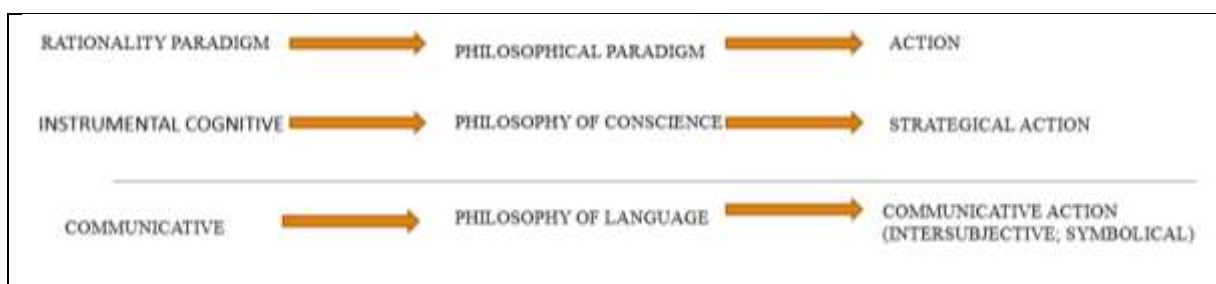 RATIONALITY PARADIGM PHILOSOPHICAL PARADIGM ACTION
INSTRUMENTAL COGNITIVE PHILOSOPHY OF CONSCIENCE STRATEGICAL ACTION
COMMUNICATIVE PHILOSOPHY OF LANGUAGE COMMUNICATIVE ACTION
(INTERSUBJECTIVE; SYMBOLICAL)